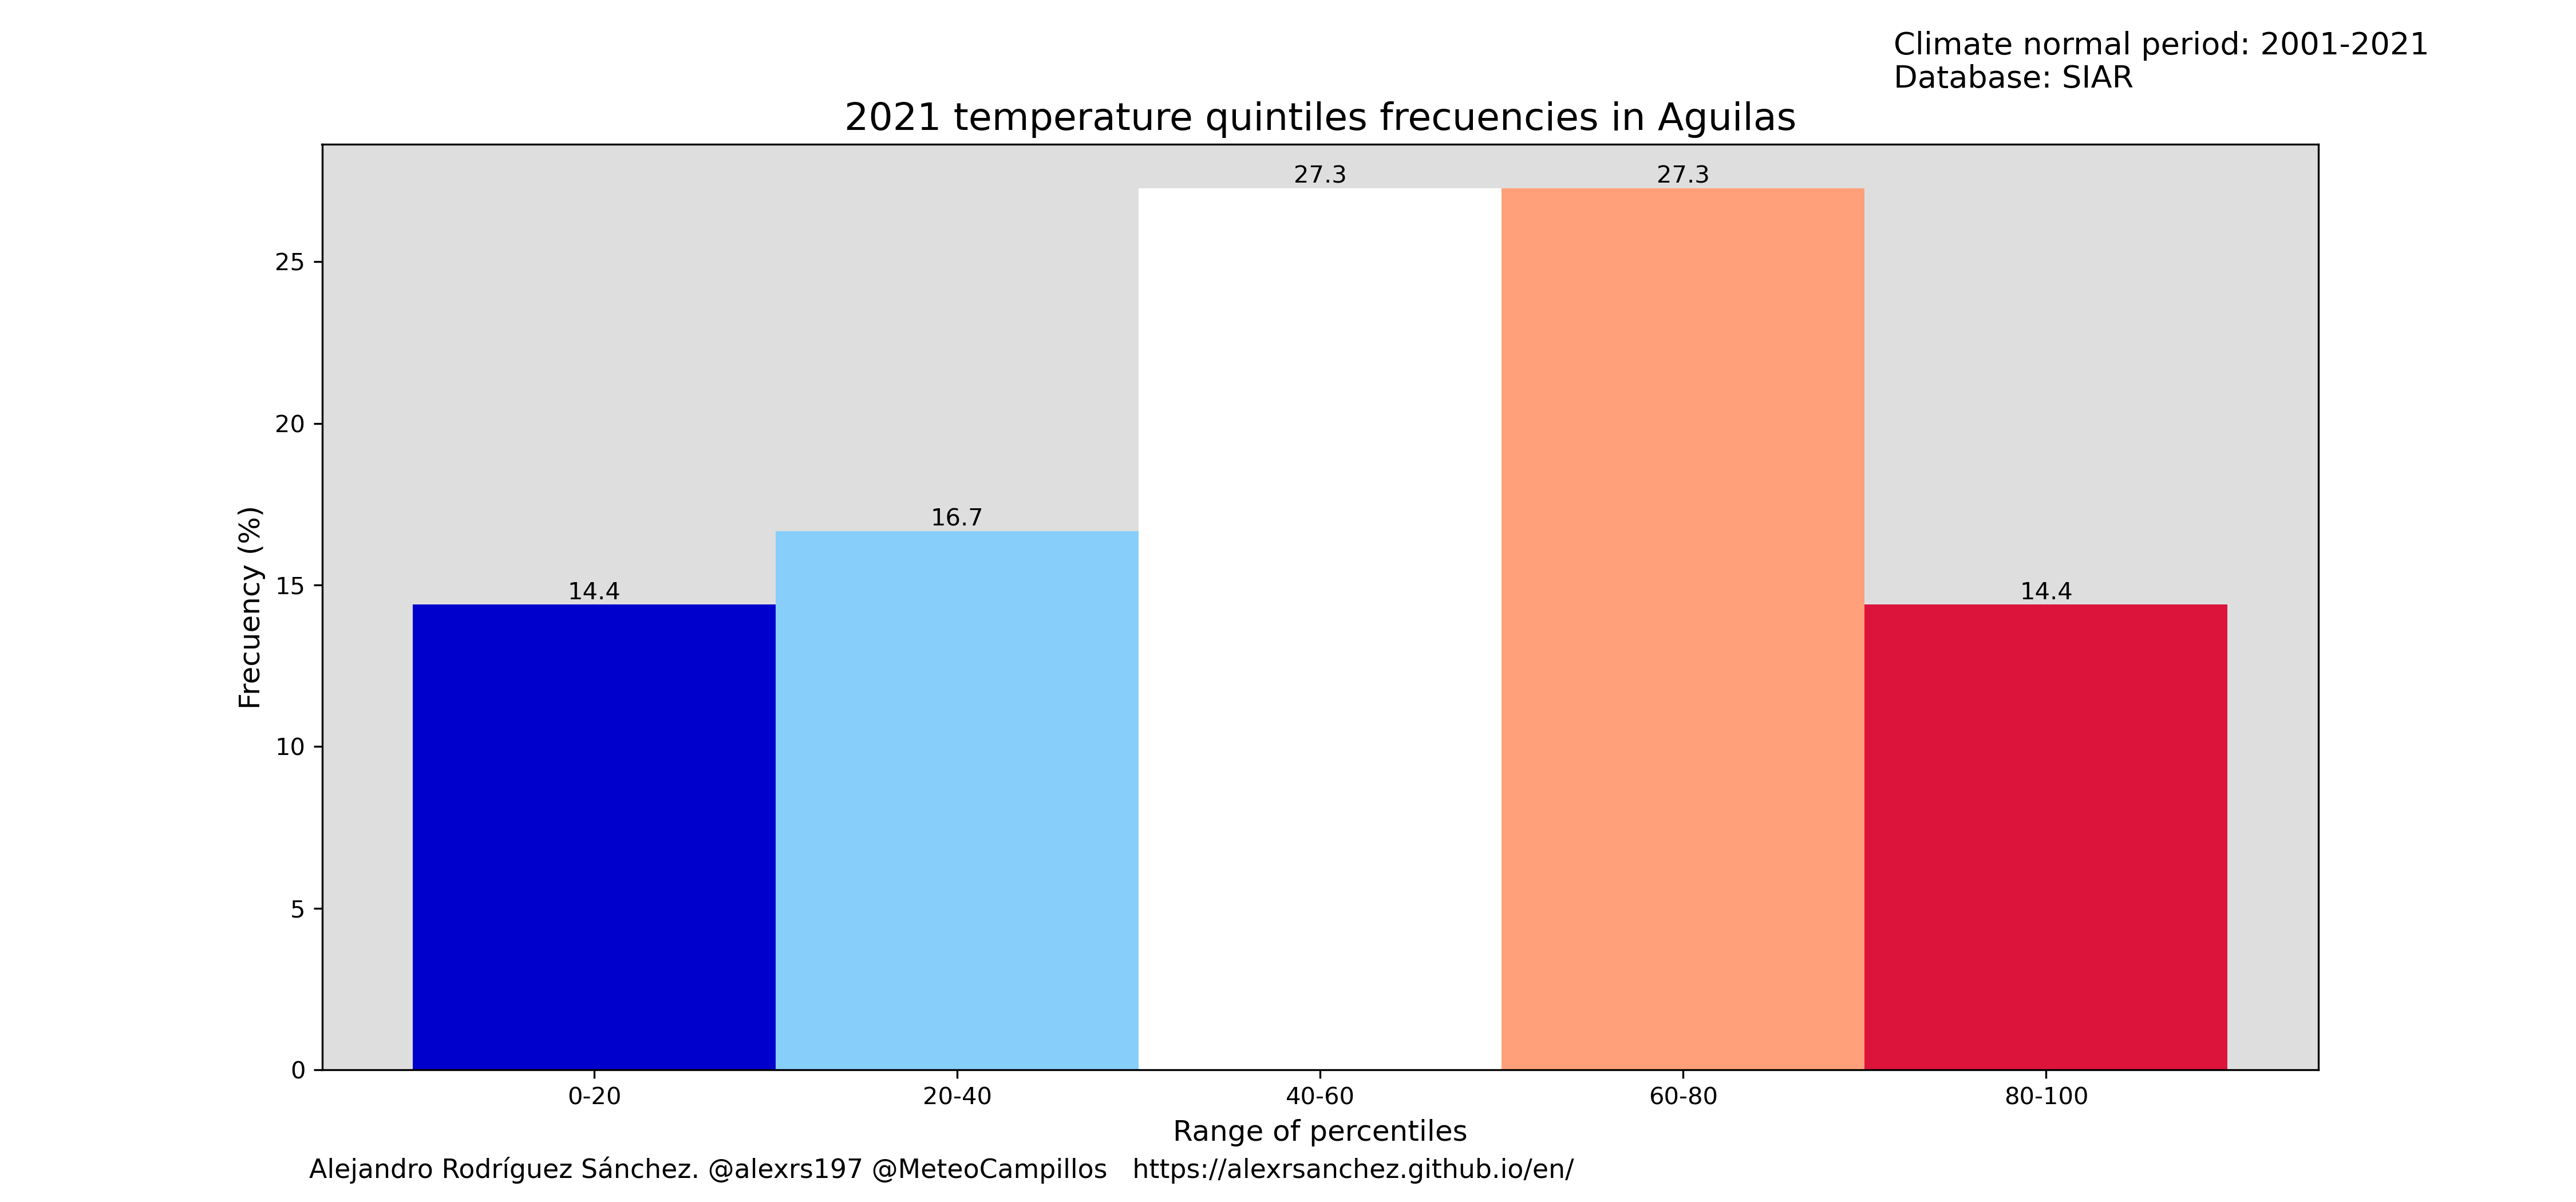 Climate normal period: 2001-2021
Database: SIAR
2021 temperature quintiles frecuencies in Aguilas
27.3
27.3
25
20
16.7
15
14.4
14.4
Frecuency (%)
10
5
0
0-20
20-40
40-60
60-80
80-100
Range of percentiles
Alejandro Rodríguez Sánchez. @alexrs197 @MeteoCampillos https://alexrsanchez.github.io/en/